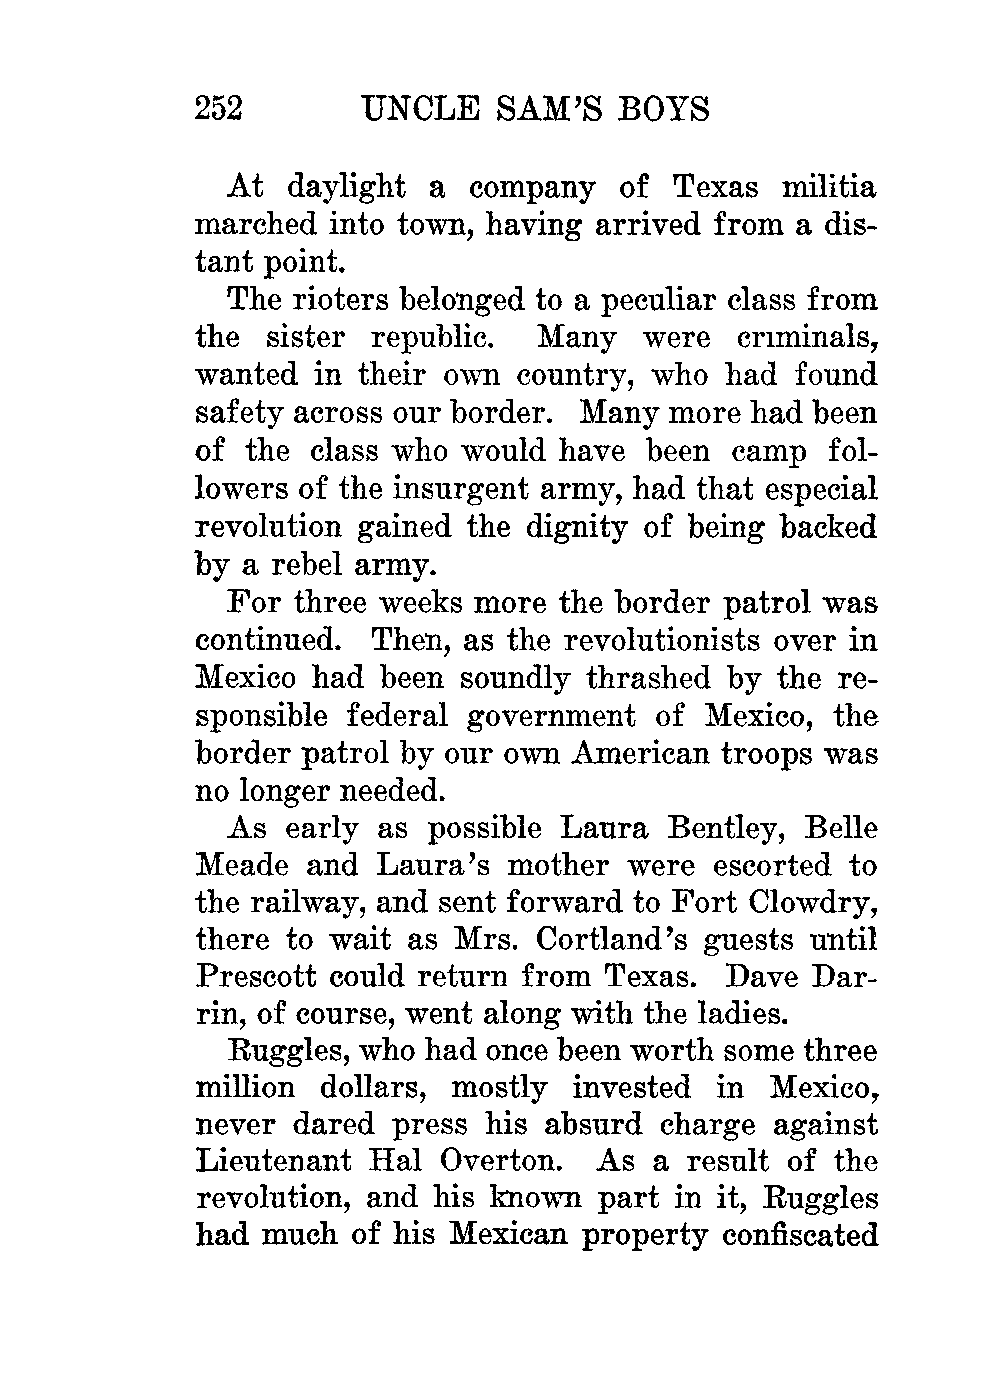 252 UNCLE SAM'S BOYS
At daylight a company of Texas militia
marched into town, having arrived from a dis-
tant point.
The rioters belonged to a peculiar class from
the sister republic. Many were criminals,
wanted in their own country, who had found
safety across our border. Many more had been
of the class who would have been camp fol-
lowers of the insurgent army, had that especial
revolution gained the dignity of being backed
by a rebel army.
For three weeks more the border patrol was
continued. Then, as the revolutionists over in
Mexico had been soundly thrashed by the re-
sponsible federal government of Mexico, the
border patrol by our own American troops was
no longer needed.
As early as possible Laura Bentley, Belle
Meade and Laura's mother were escorted to
the railway, and sent forward to Fort Clowdry,
there to wait as Mrs. Cortland's guests until
Prescott could return from Texas. Dave Dar-
rin, of course, went along with the ladies.
Ruggles, who had once been worth some three
million dollars, mostly invested in Mexico,
never dared press his absurd charge against
Lieutenant Hal Overton. As a result of the
revolution, and his known part in it, Ruggles
had much of his Mexican property confiscated